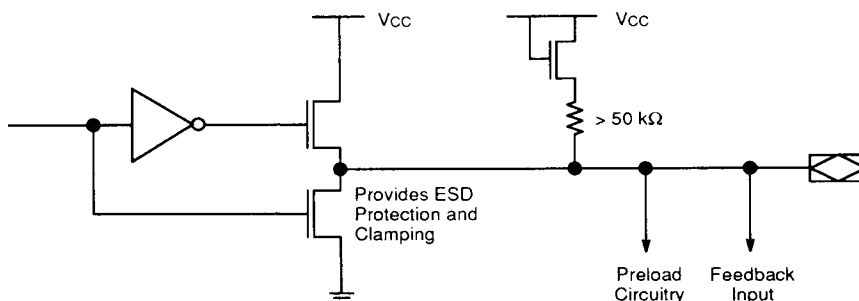 VCC
VCC
> 50 kΩ
Provides ESD
Protection and
Clamping
Preload
Circuitry
Feedback
Input